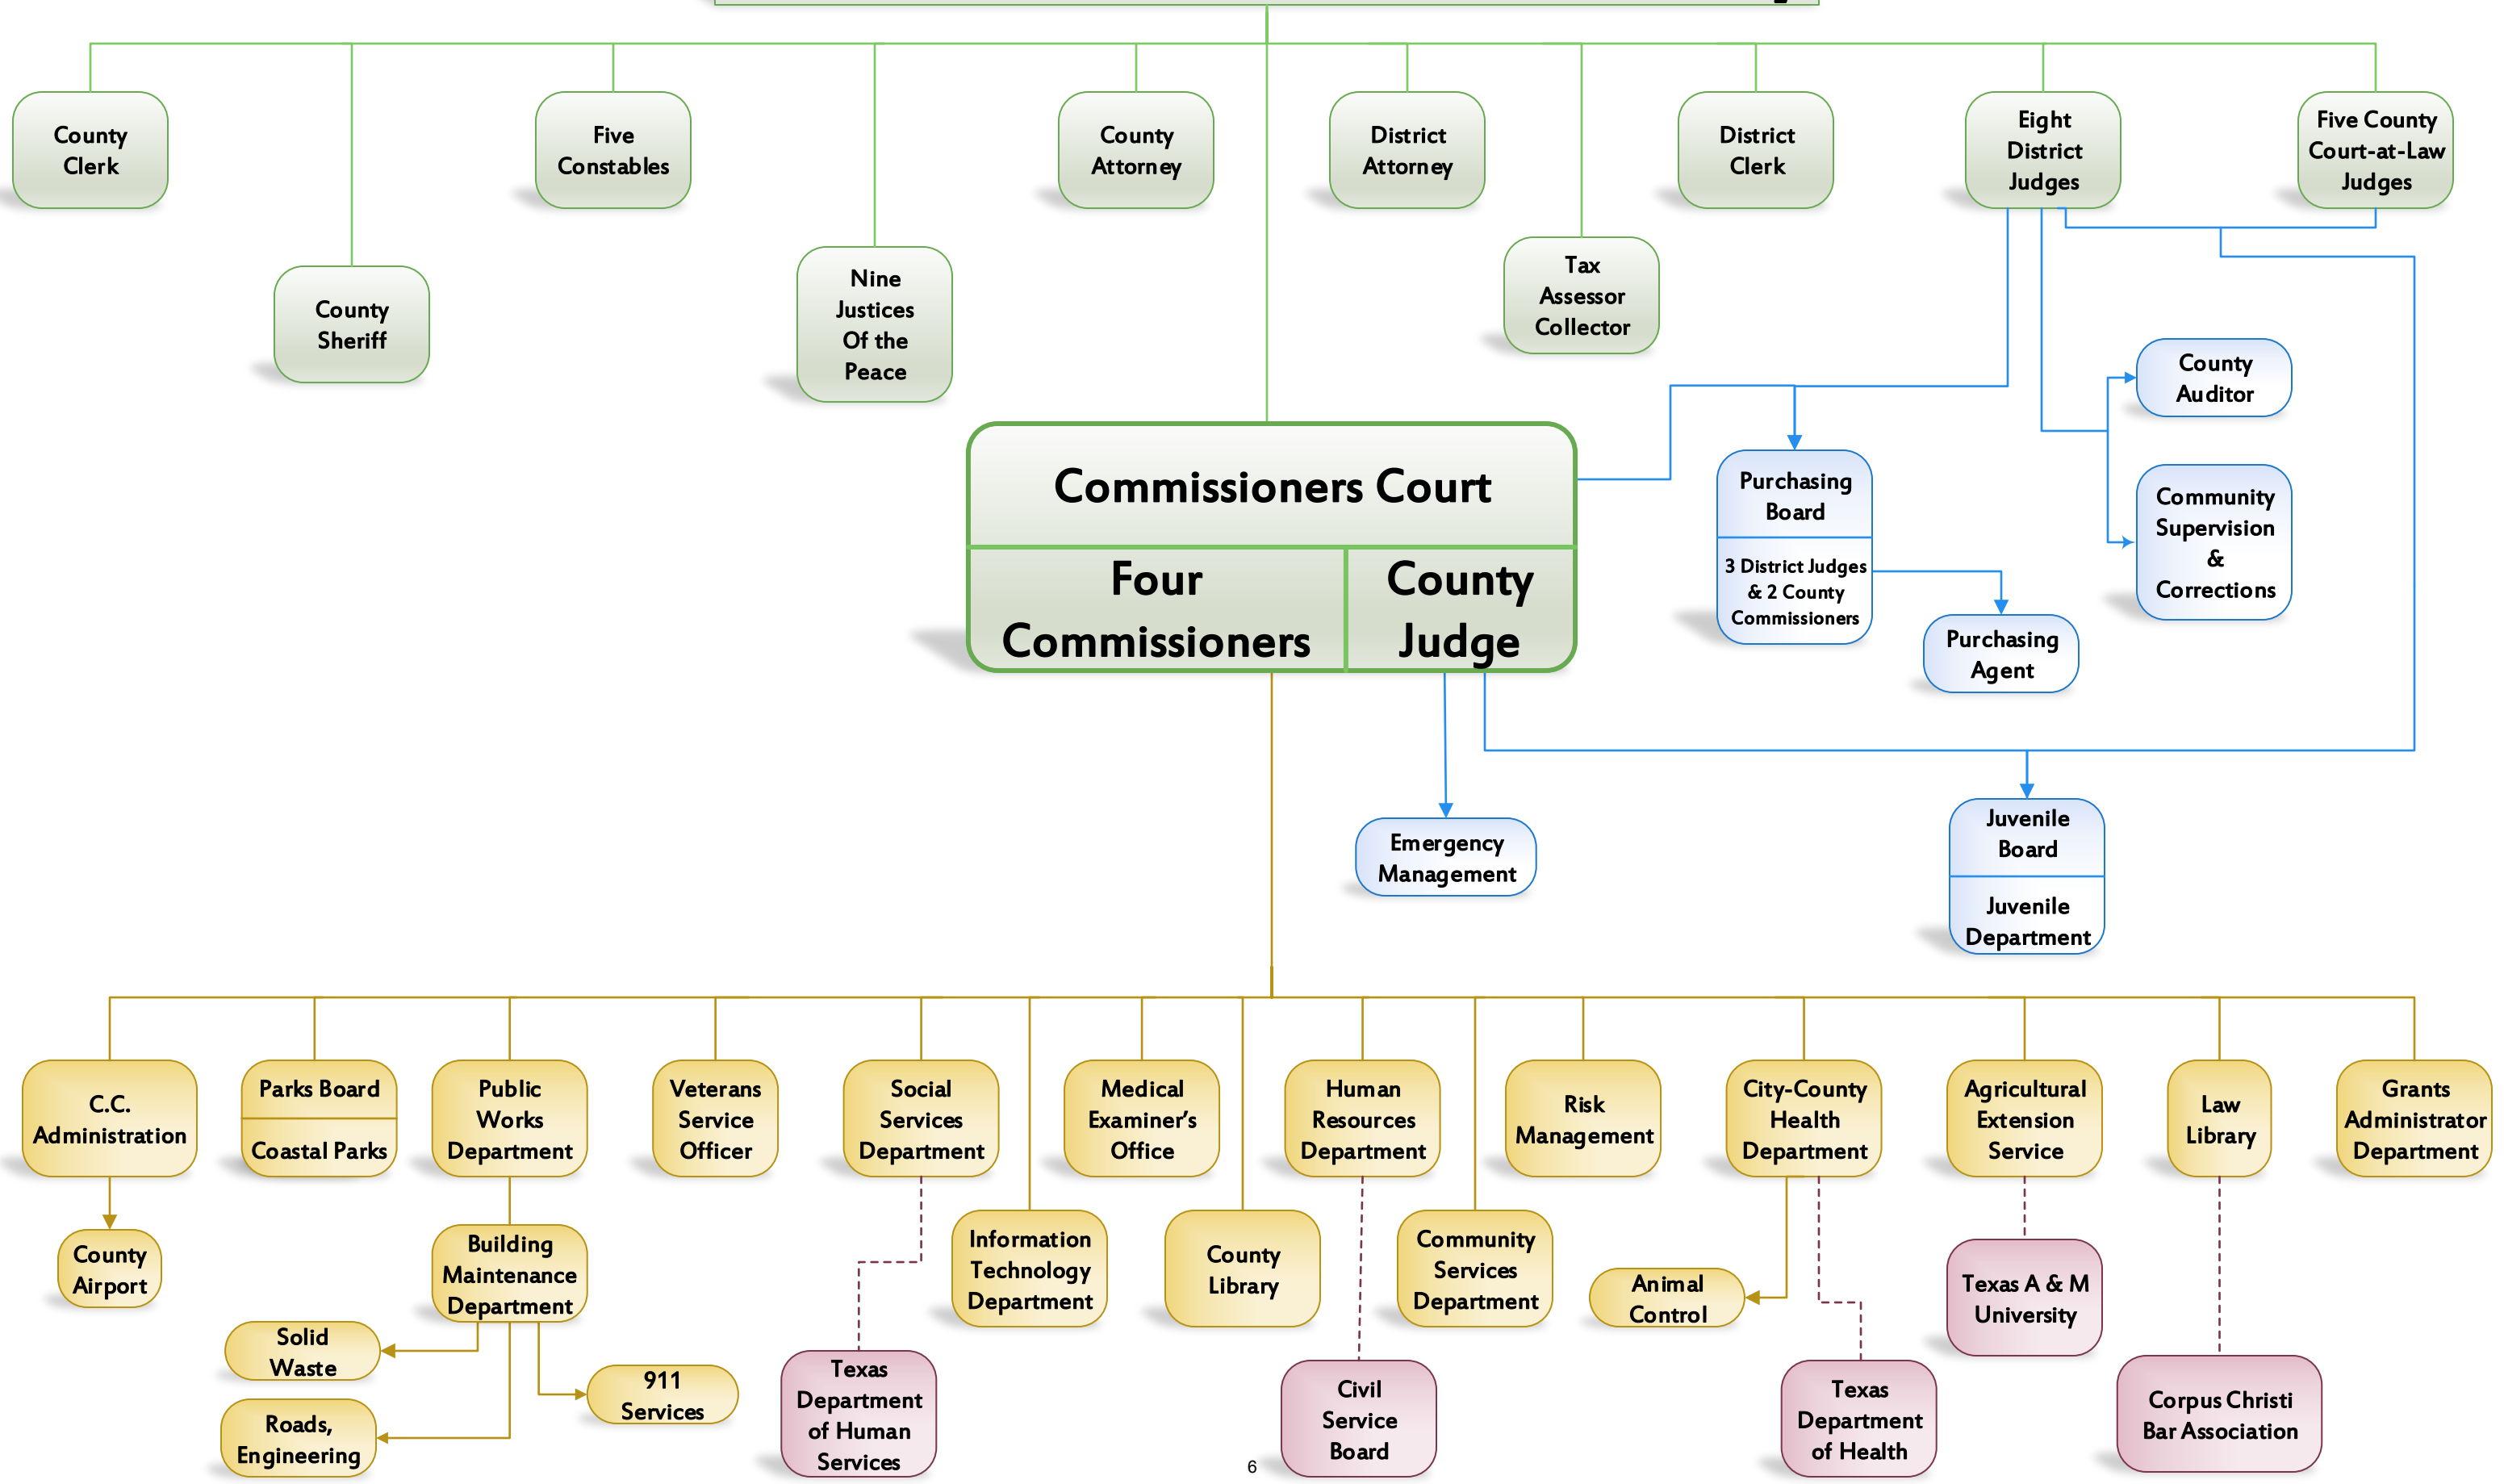 County
Clerk
Five
Constables
County
Attorney
District
Attorney
District
Clerk
Eight
District
Judges
Five County
Court-at-Law
Judges
County
Sheriff
Nine
Justices
Of the
Peace
Tax
Assessor
Collector
County
Auditor
Commissioners Court
Four
Commissioners
County
Judge
Purchasing
Board
3 District Judges
& 2 County
Commissioners
Community
Supervision
&
Corrections
Purchasing
Agent
Emergency
Management
Juvenile
Board
Juvenile
Department
C.C.
Administration
Parks Board
Coastal Parks
Public
Works
Department
Veterans
Service
Officer
Social
Services
Department
Medical
Examiner's
Office
Human
Resources
Department
Risk
Management
City-County
Health
Department
Agricultural
Extension
Service
Law
Library
Grants
Administrator
Department
County
Airport
Building
Maintenance
Department
Information
Technology
Department
County
Library
Community
Services
Department
Animal
Control
Texas A & M
University
Solid
Waste
911
Services
Roads,
Engineering
Texas
Department
of Human
Services
Civil
Service
Board
Texas
Department
of Health
Corpus Christi
Bar Association
6